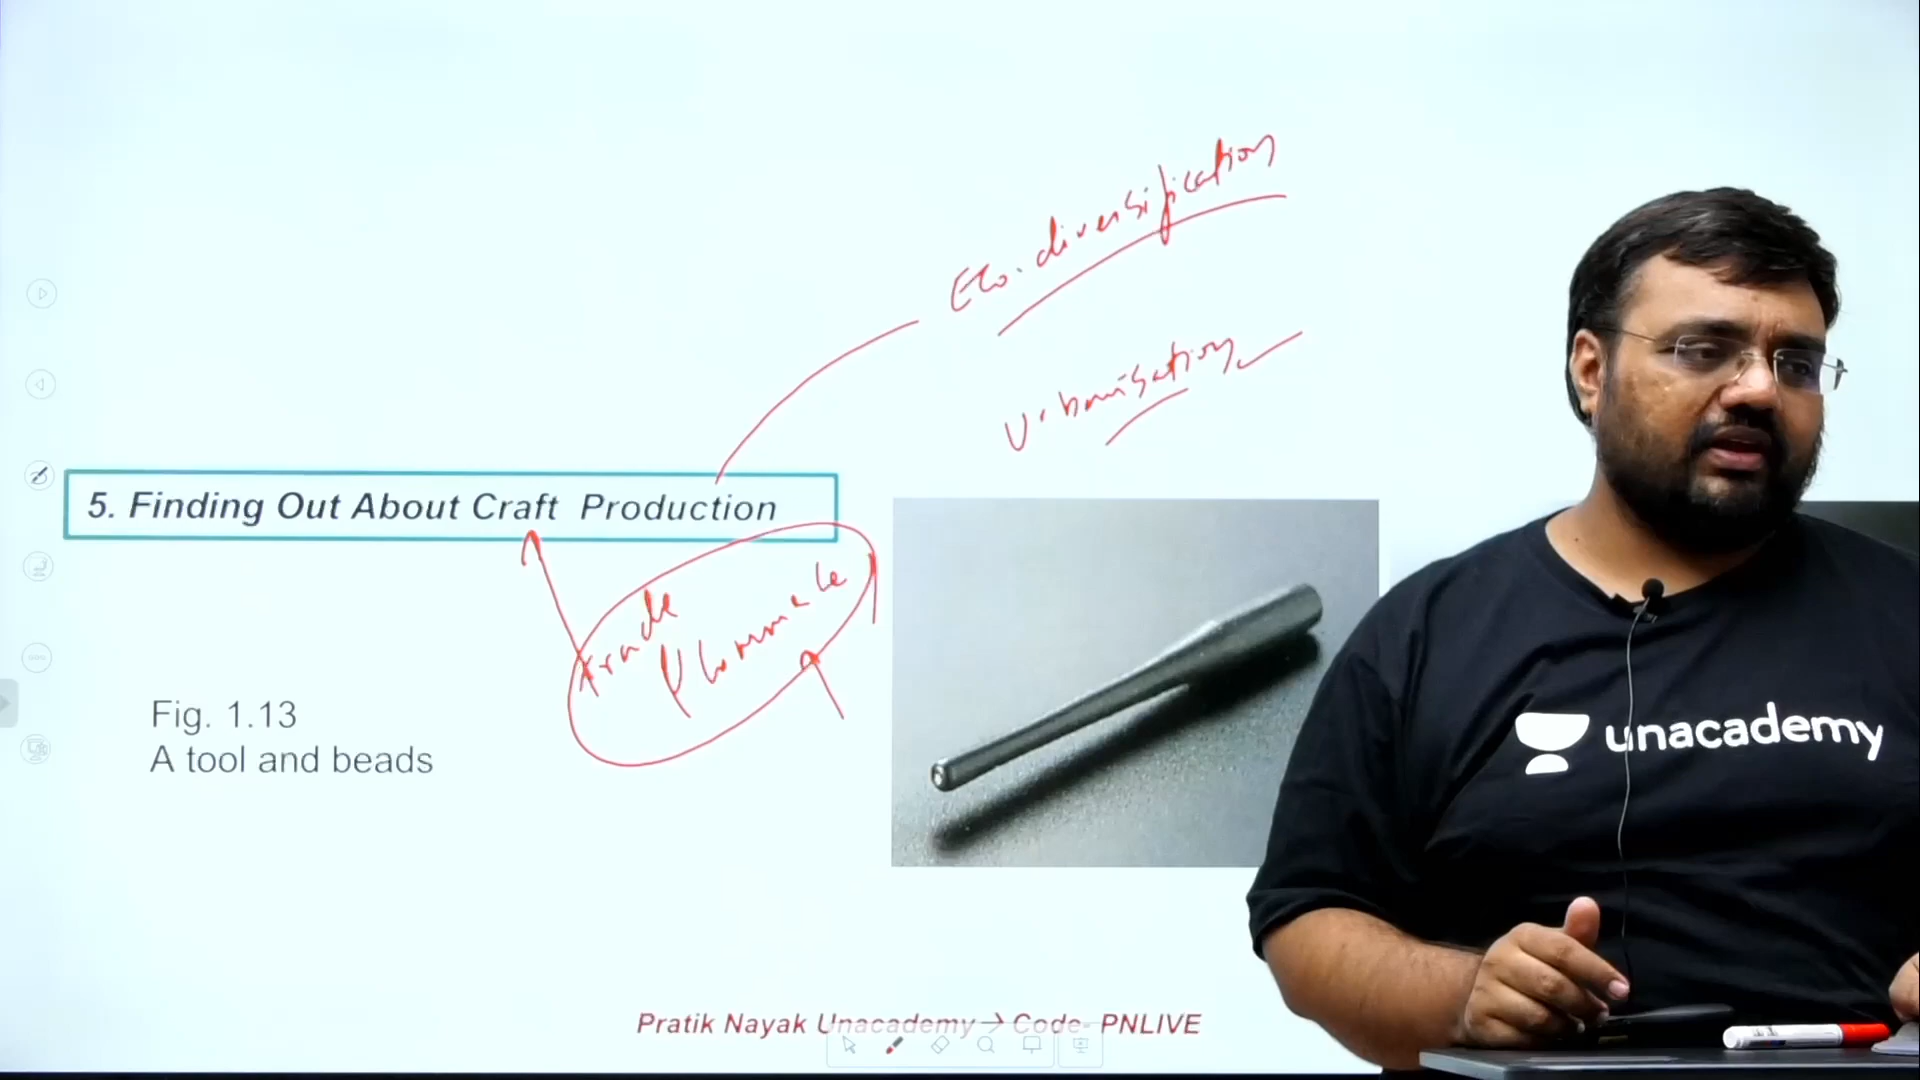 Eco. diversification
Urbanisation
5. Finding Out About Craft Production
trade
Fig. 1.13
A tool and beads
unacademy
Pratik Nayak Unacademy → Code- PNLIVE